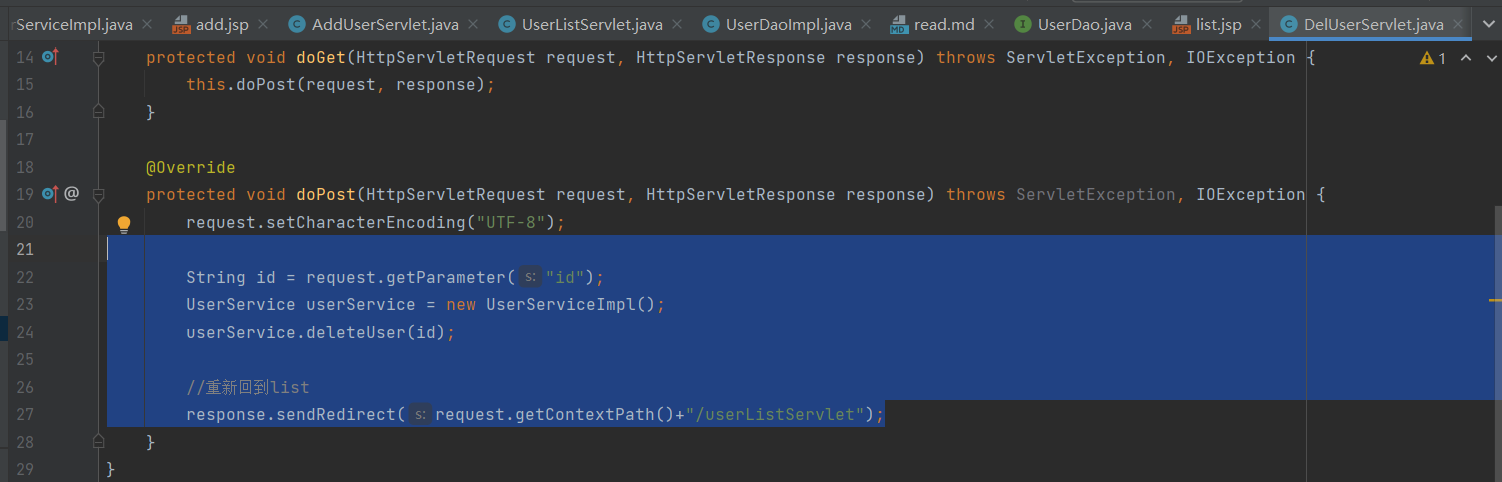 rServiceImpl.java add.jsp AddUserServlet.java UserListServlet.java UserDaoImpl.java read.md UserDao.java list.jsp DelUserServlet.java
14 protected void doGet(HttpServletRequest request, HttpServletResponse response) throws ServletException, IOException { 1
15 this.doPost(request, response);
16 }
17
18 @Override
19 @ protected void doPost(HttpServletRequest request, HttpServletResponse response) throws ServletException, IOException {
20 request.setCharacterEncoding("UTF-8");
21
22 String id = request.getParameter( s: "id");
23 UserService userService = new UserServiceImpl();
24 userService.deleteUser(id);
25
26 //重新回到list
27 response.sendRedirect( s: request.getContextPath()+"/userListServlet");
28 }
29 }